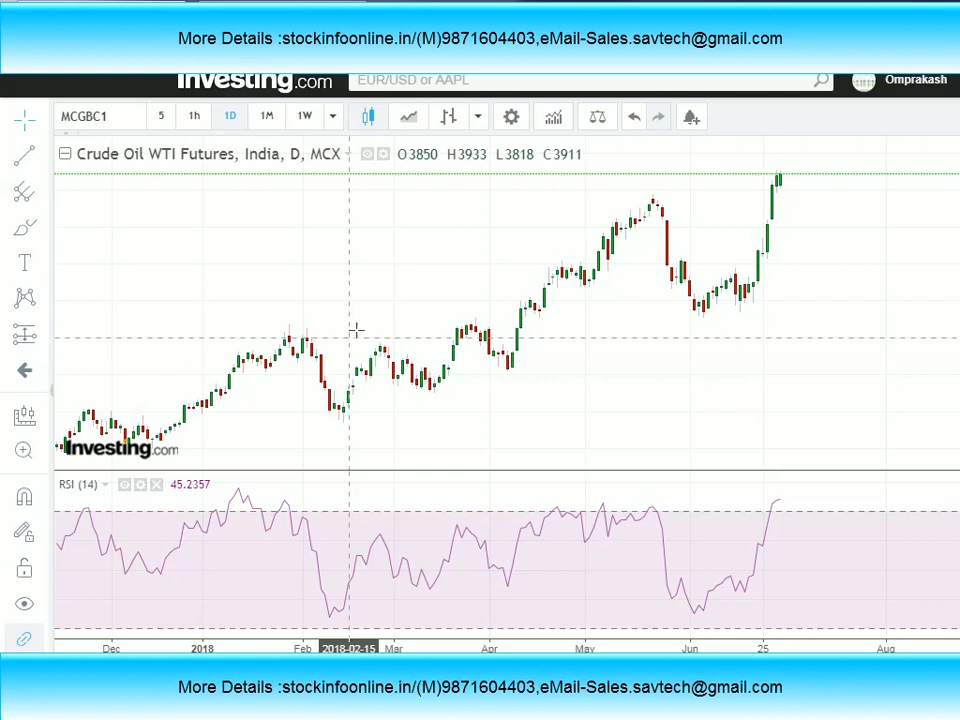 More Details :stockinfoonline.in/(M)9871604403,eMail-Sales.savtech@gmail.com
Investing.com EUR/USD or AAPL Omprakash
MCGBC1 5 1h 1D 1M 1W
Crude Oil WTI Futures, India, D, MCX O3850 H3933 L3818 C3911
T
Investing.com
RSI (14) 45.2357
Dec 2018 Feb 2018-02-15 Mar Apr May Jun 25 Aug
More Details :stockinfoonline.in/(M)9871604403,eMail-Sales.savtech@gmail.com